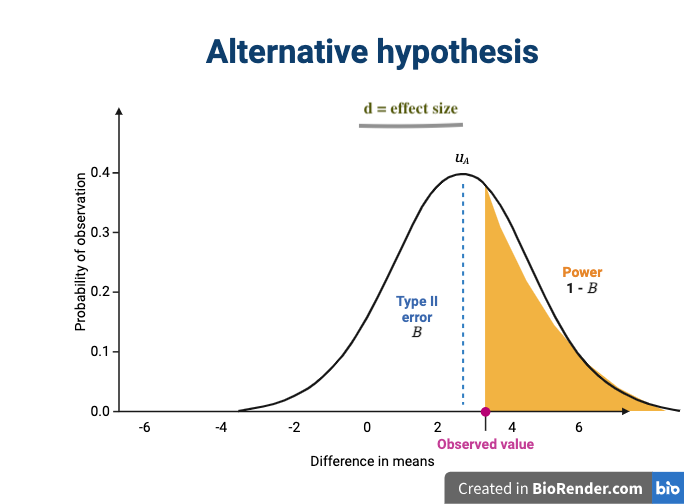 Alternative hypothesis
d = effect size
uA
0.4
0.3
0.2
0.1
0.0
Probability of observation
Type II
error
B
Power
1 - B
-6
-4
-2
0
2
4
6
Observed value
Difference in means
Created in BioRender.com bio